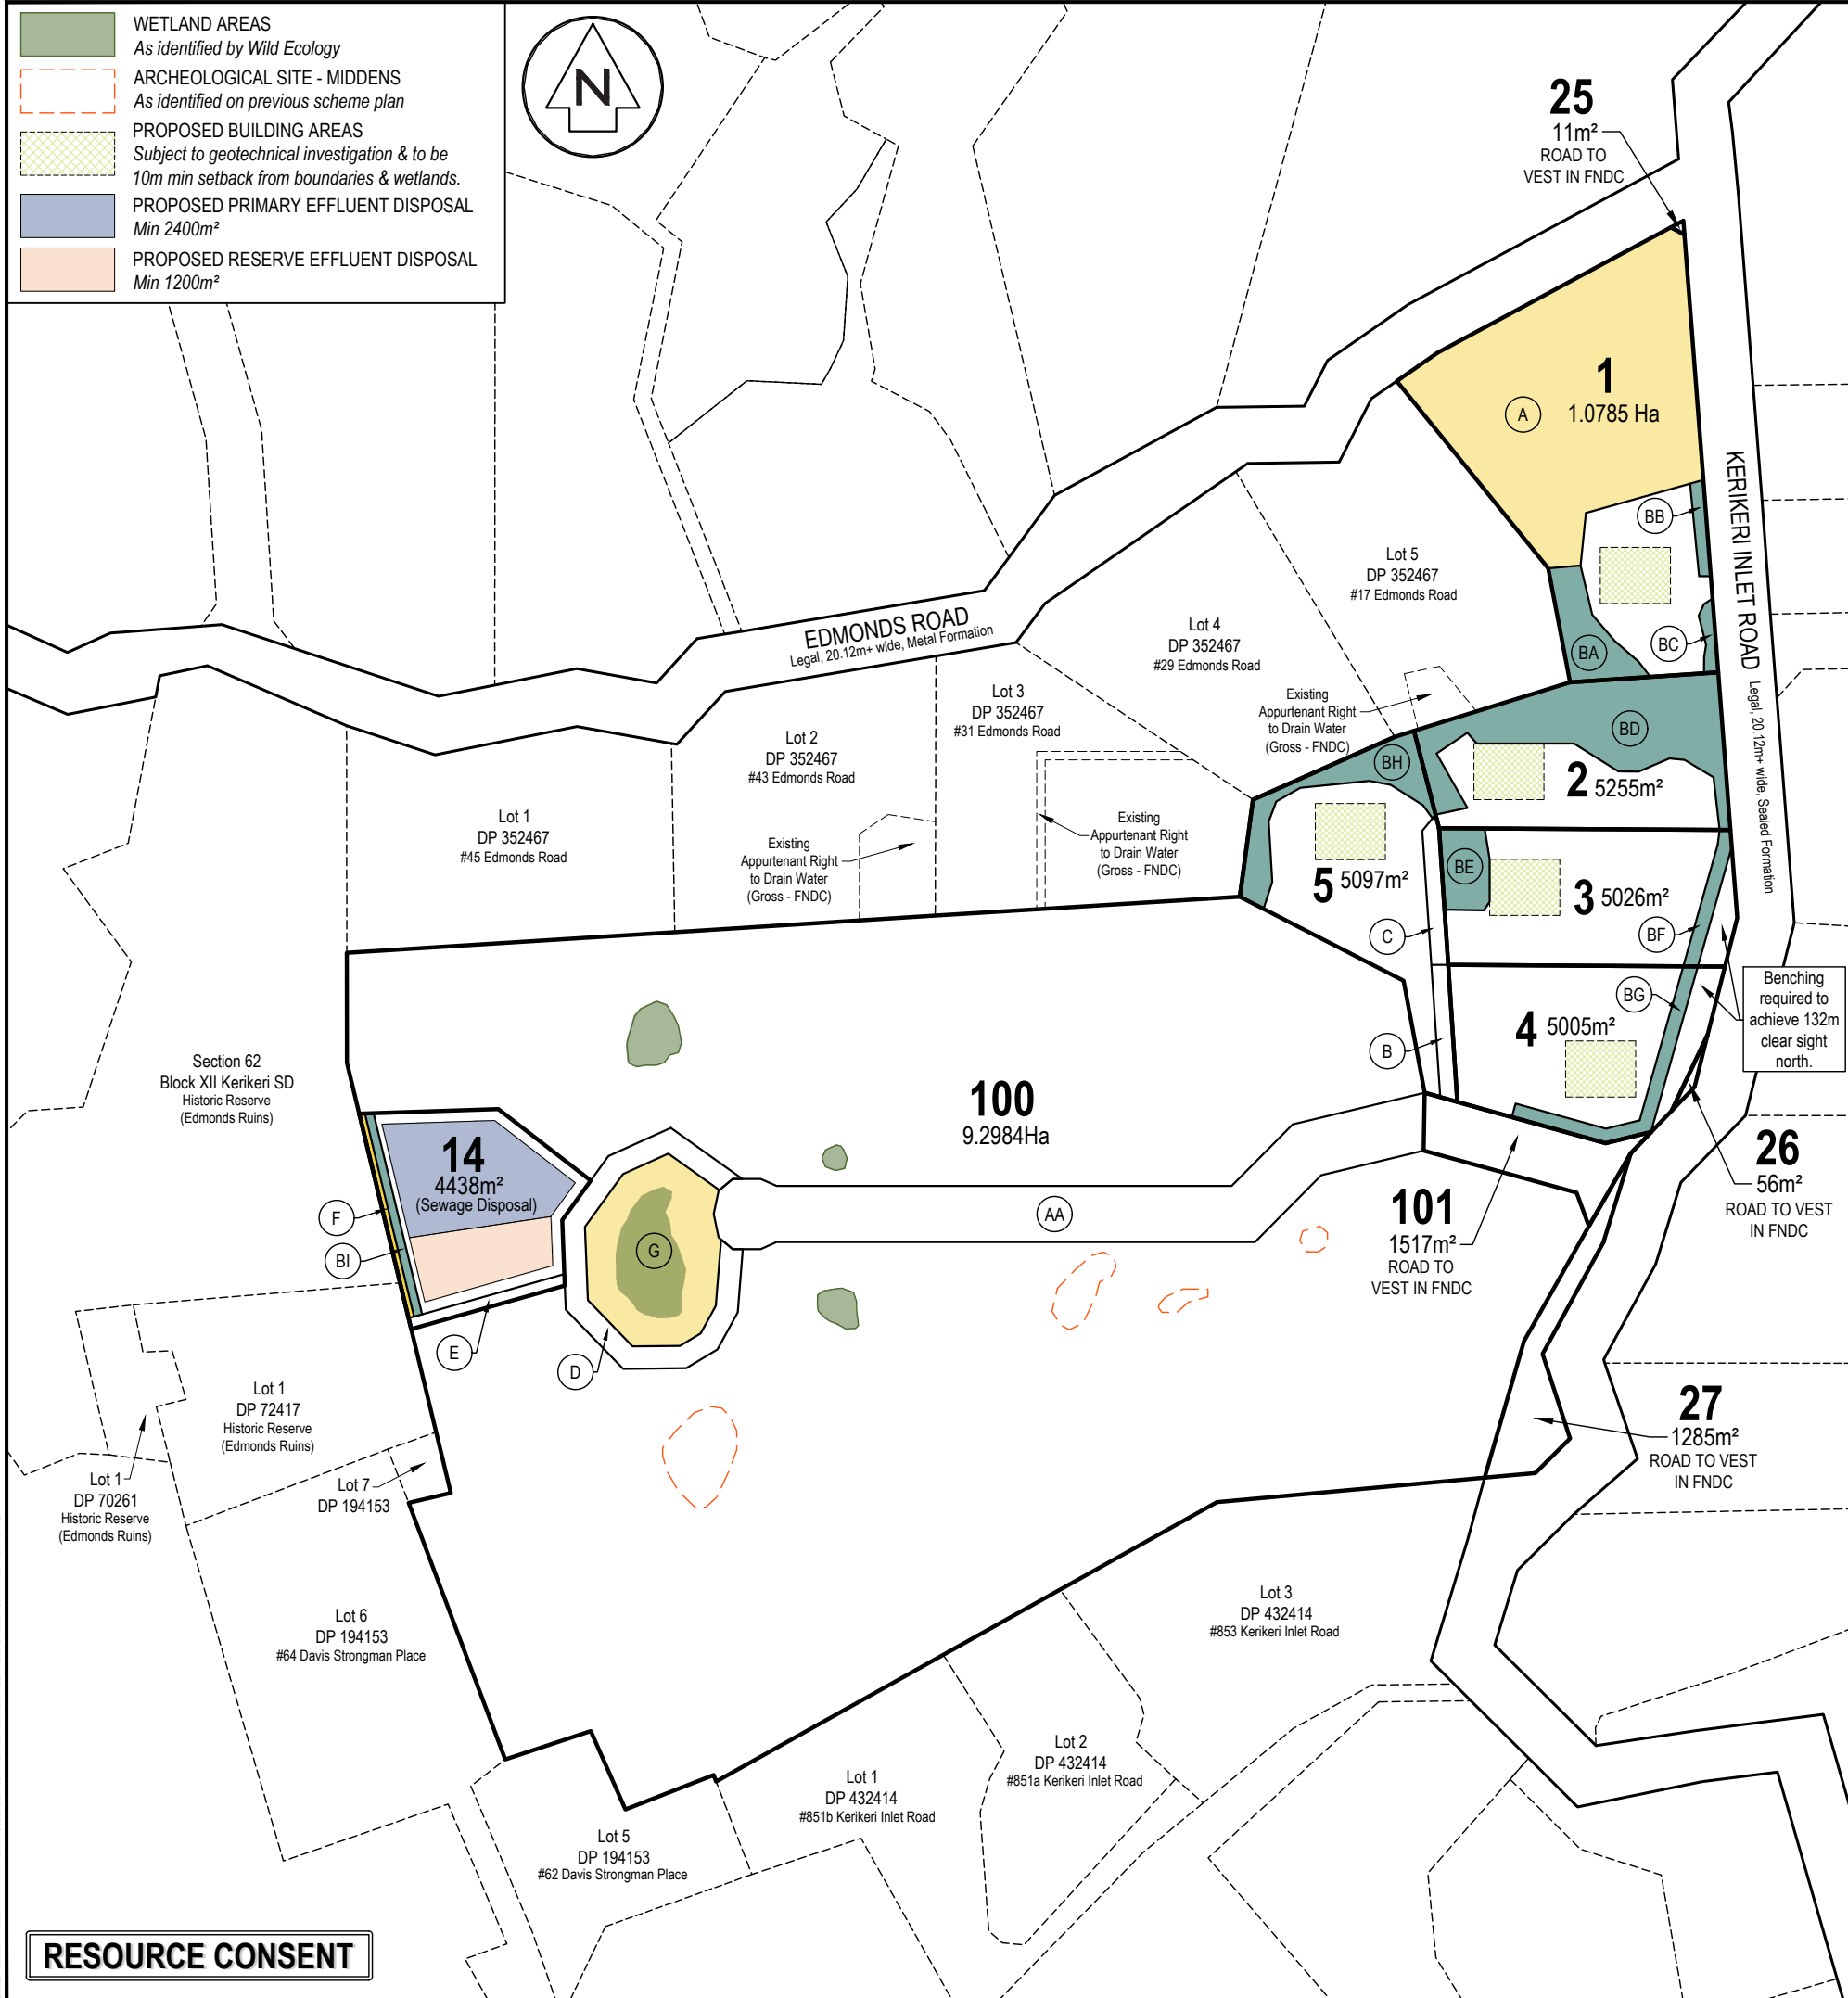 WETLAND AREAS
As identified by Wild Ecology
ARCHEOLOGICAL SITE - MIDDENS
As identified on previous scheme plan
PROPOSED BUILDING AREAS
Subject to geotechnical investigation & to be
10m min setback from boundaries & wetlands.
PROPOSED PRIMARY EFFLUENT DISPOSAL
Min 2400m²
PROPOSED RESERVE EFFLUENT DISPOSAL
Min 1200m²
N
25
11m²
ROAD TO
VEST IN FNDC
1
1.0785 Ha
A
BB
BC
BA
KERIKERI INLET ROAD
Legal, 20.12m+ wide, Sealed Formation
EDMONDS ROAD
Legal, 20.12m+ wide, Metal Formation
Lot 5
DP 352467
#17 Edmonds Road
Lot 4
DP 352467
#29 Edmonds Road
Lot 3
DP 352467
#31 Edmonds Road
Lot 2
DP 352467
#43 Edmonds Road
Lot 1
DP 352467
#45 Edmonds Road
Existing
Appurtenant Right
to Drain Water
(Gross - FNDC)
Existing
Appurtenant Right
to Drain Water
(Gross - FNDC)
Existing
Appurtenant Right
to Drain Water
(Gross - FNDC)
BD
BH
2 5255m²
BE
5 5097m²
3 5026m²
C
BF
BG
B
4 5005m²
Benching
required to
achieve 132m
clear sight
north.
Section 62
Block XII Kerikeri SD
Historic Reserve
(Edmonds Ruins)
100
9.2984Ha
14
4438m²
(Sewage Disposal)
F
BI
E
D
G
AA
101
1517m²
ROAD TO
VEST IN FNDC
26
56m²
ROAD TO VEST
IN FNDC
27
1285m²
ROAD TO VEST
IN FNDC
Lot 1
DP 72417
Historic Reserve
(Edmonds Ruins)
Lot 1
DP 70261
Historic Reserve
(Edmonds Ruins)
Lot 7
DP 194153
Lot 6
DP 194153
#64 Davis Strongman Place
Lot 3
DP 432414
#853 Kerikeri Inlet Road
Lot 2
DP 432414
#851a Kerikeri Inlet Road
Lot 1
DP 432414
#851b Kerikeri Inlet Road
Lot 5
DP 194153
#62 Davis Strongman Place
RESOURCE CONSENT